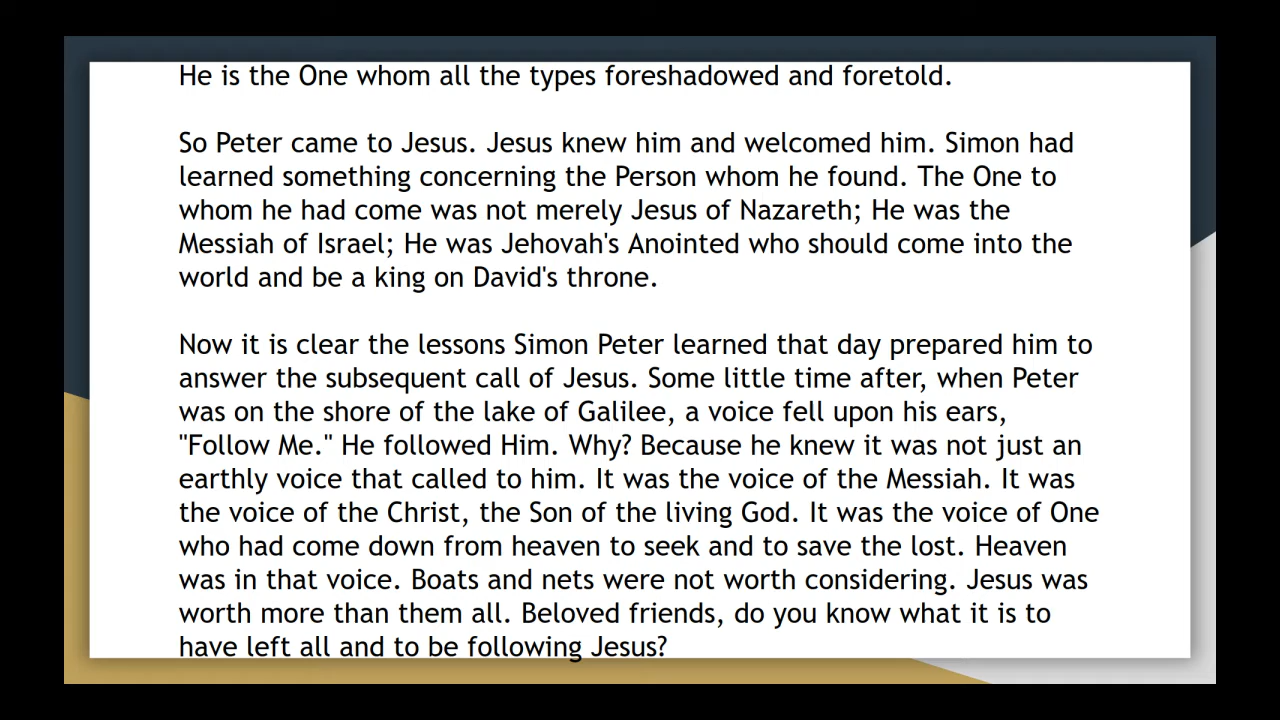 He is the One whom all the types foreshadowed and foretold.
So Peter came to Jesus. Jesus knew him and welcomed him. Simon had
learned something concerning the Person whom he found. The One to
whom he had come was not merely Jesus of Nazareth; He was the
Messiah of Israel; He was Jehovah's Anointed who should come into the
world and be a king on David's throne.
Now it is clear the lessons Simon Peter learned that day prepared him to
answer the subsequent call of Jesus. Some little time after, when Peter
was on the shore of the lake of Galilee, a voice fell upon his ears,
"Follow Me." He followed Him. Why? Because he knew it was not just an
earthly voice that called to him. It was the voice of the Messiah. It was
the voice of the Christ, the Son of the living God. It was the voice of One
who had come down from heaven to seek and to save the lost. Heaven
was in that voice. Boats and nets were not worth considering. Jesus was
worth more than them all. Beloved friends, do you know what it is to
have left all and to be following Jesus?